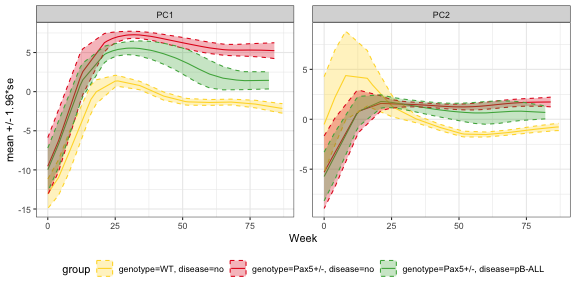 PC1
PC2
mean +/- 1.96*se
5
0
-5
-10
-15
5
0
-5
0
25
50
75
0
25
50
75
Week
group
genotype=WT, disease=no
genotype=Pax5+/-, disease=no
genotype=Pax5+/-, disease=pB-ALL